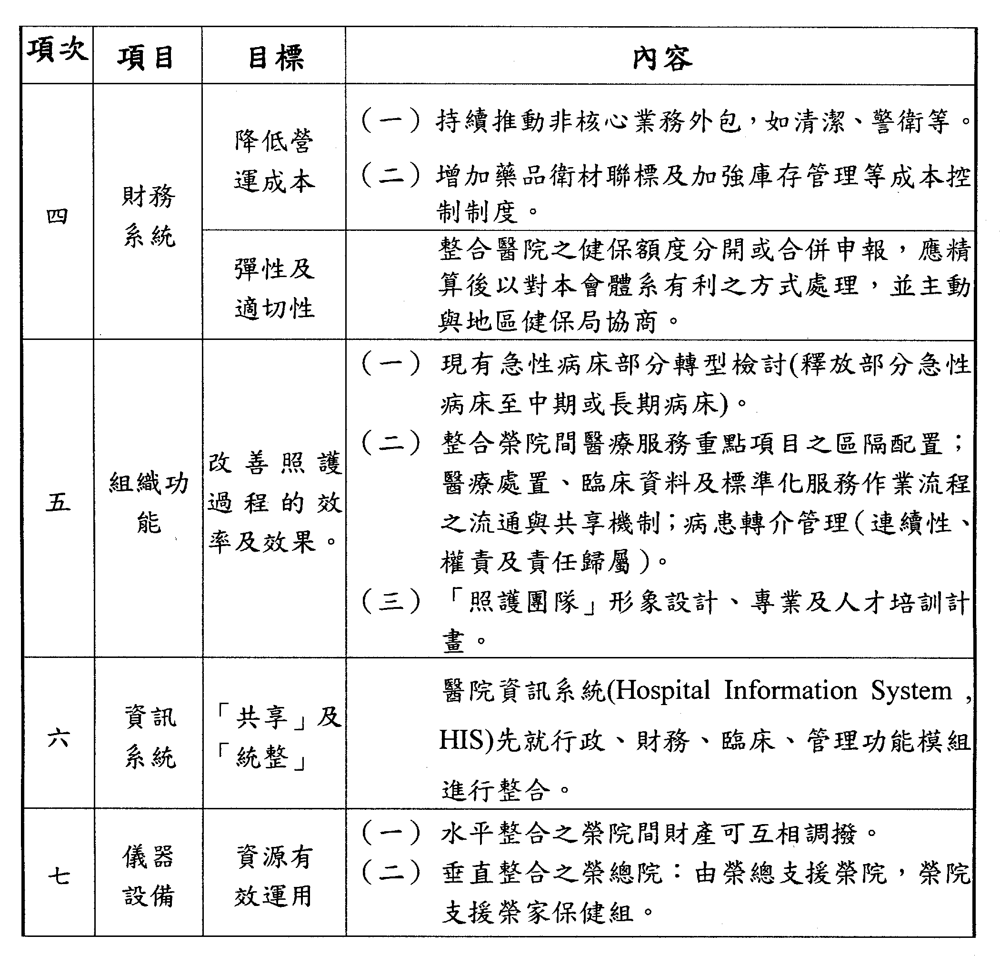 項次 項目 目標 內容
四
財務
系統
降低營
運成本
（一）持續推動非核心業務外包，如清潔、警衛等。
（二）增加藥品衛材聯標及加強庫存管理等成本控
制制度。
彈性及
適切性
整合醫院之健保額度分開或合併申報，應精
算後以對本會體系有利之方式處理，並主動
與地區健保局協商。
五
組織功
能
改善照護
過程的效
率及效果。
（一）現有急性病床部分轉型檢討(釋放部分急性
病床至中期或長期病床)。
（二）整合榮院間醫療服務重點項目之區隔配置；
醫療處置、臨床資料及標準化服務作業流程
之流通與共享機制；病患轉介管理(連續性、
權責及責任歸屬)。
（三）「照護團隊」形象設計、專業及人才培訓計
畫。
六
資訊
系統
「共享」及
「統整」
醫院資訊系統(Hospital Information System ,
HIS)先就行政、財務、臨床、管理功能模組
進行整合。
七
儀器
設備
資源有
效運用
（一）水平整合之榮院間財產可互相調撥。
（二）垂直整合之榮總院：由榮總支援榮院，榮院
支援榮家保健組。